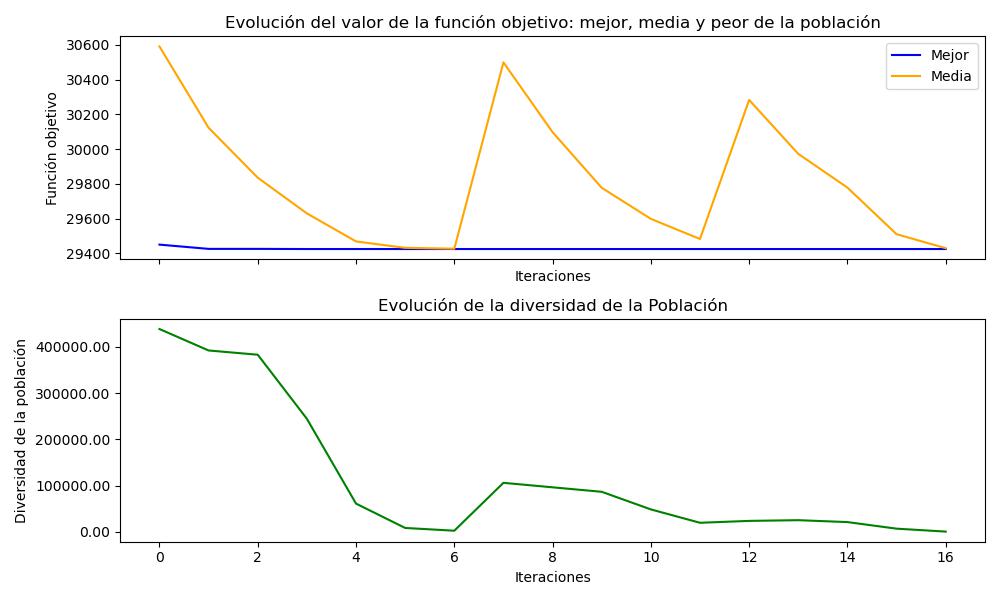 Evolución del valor de la función objetivo: mejor, media y peor de la población
30600
30400
30200
30000
29800
29600
29400
Función objetivo
Mejor
Media
Iteraciones
Evolución de la diversidad de la Población
400000.00
300000.00
200000.00
100000.00
0.00
Diversidad de la población
0 2 4 6 8 10 12 14 16
Iteraciones